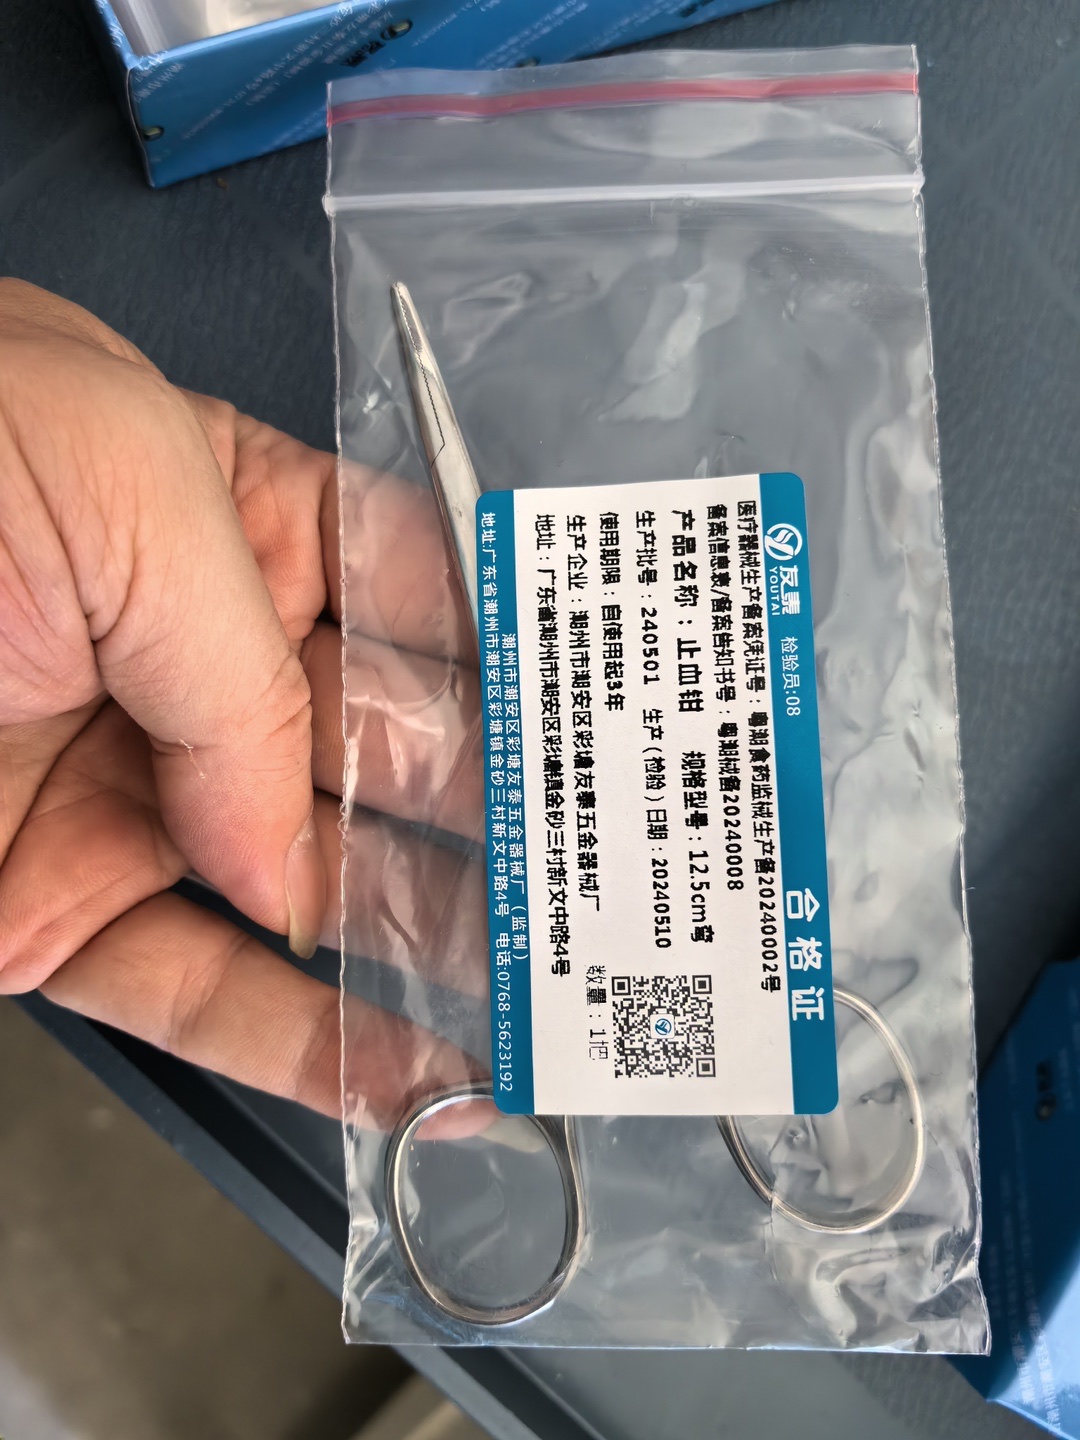 友泰
YOUTAI
检验员:08
合格证
医疗器械生产备案凭证号：粤潮食药监械生产备20240002号
备案信息表/备案告知书号：粤潮械备20240008
产品名称：止血钳 规格型号：12.5cm弯
生产批号：240501 生产（检验）日期：20240510
使用期限：自使用起3年
生产企业：潮州市潮安区彩塘友泰五金器械厂
地址：广东省潮州市潮安区彩塘镇金砂三村新文中路4号
数量：1把
潮州市潮安区彩塘友泰五金器械厂（监制）
地址:广东省潮州市潮安区彩塘镇金砂三村新文中路4号 电话:0768-5623192